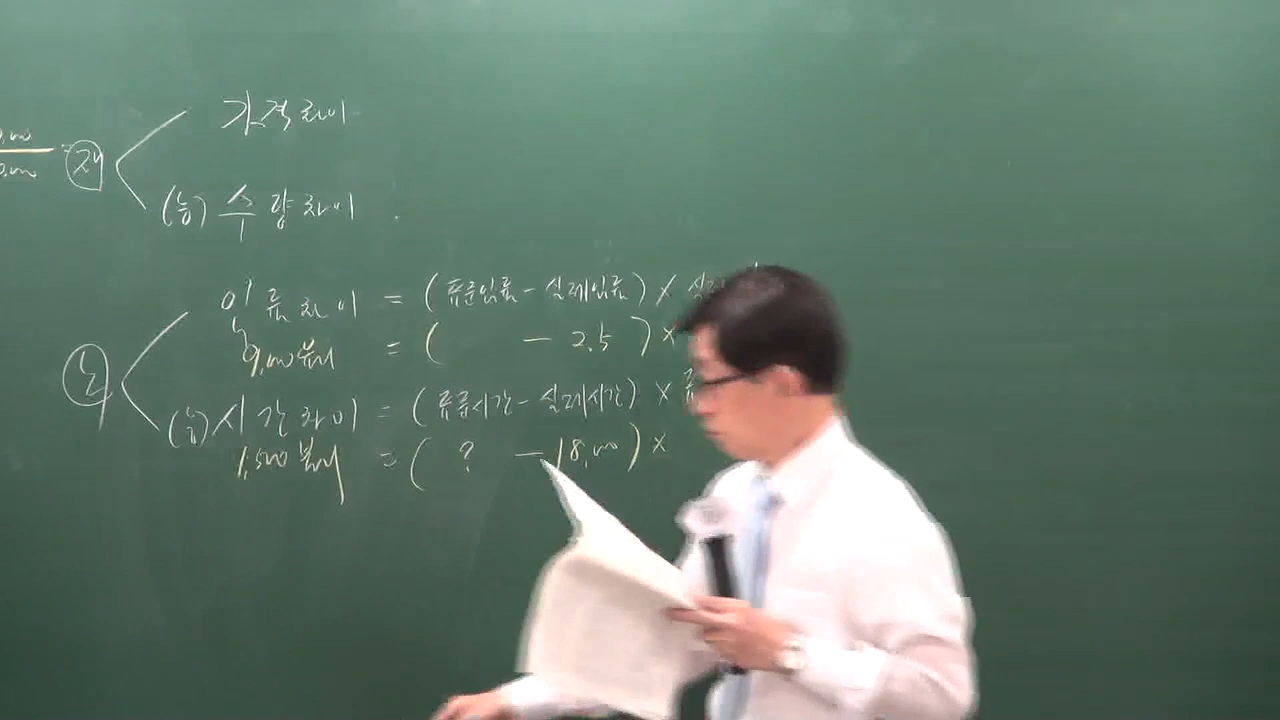 재 가격차이
(능) 수량차이
임률차이 = (표준임률 - 실제임률) ×
9,000불리 = ( - 2.5 ) ×
노
(능) 시간차이 = (표준시간 - 실제시간) ×
1,500불리 = ( ? - 18,000 ) ×